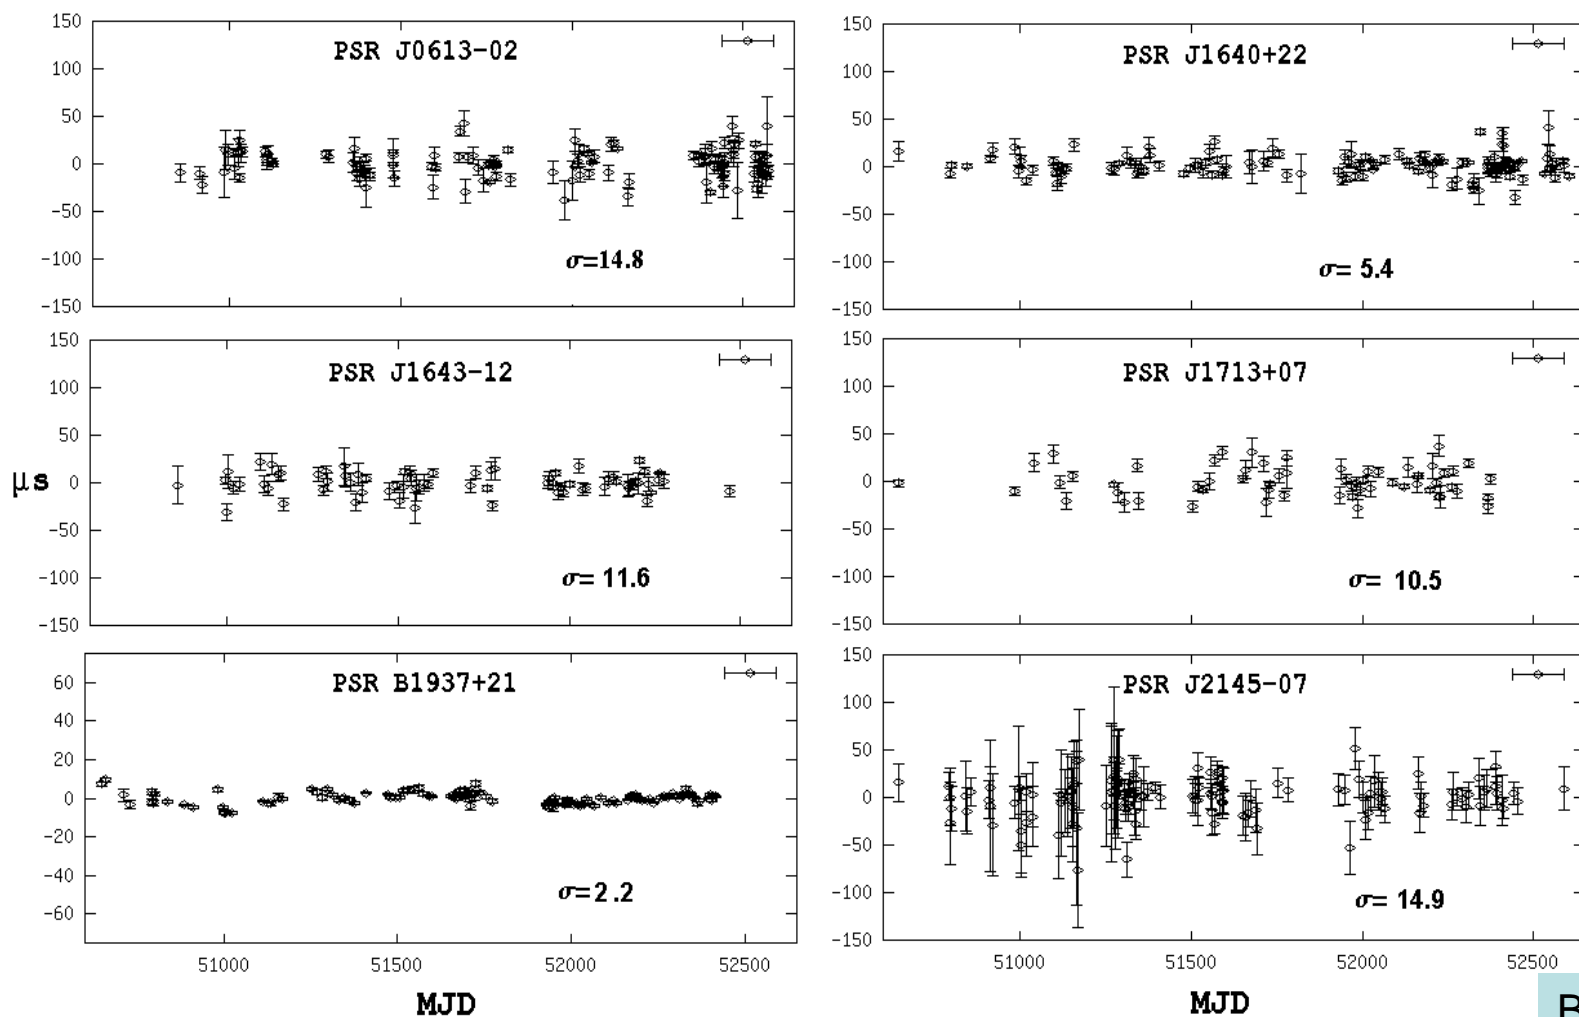 PSR J0613-02
150
100
50
0
-50
-100
-150
σ=14.8
PSR J1640+22
150
100
50
0
-50
-100
-150
σ= 5.4
PSR J1643-12
150
100
50
0
-50
-100
-150
σ= 11.6
μs
PSR J1713+07
150
100
50
0
-50
-100
-150
σ= 10.5
PSR B1937+21
60
40
20
0
-20
-40
-60
σ=2.2
51000 51500 52000 52500
MJD
PSR J2145-07
150
100
50
0
-50
-100
-150
σ= 14.9
51000 51500 52000 52500
MJD
B